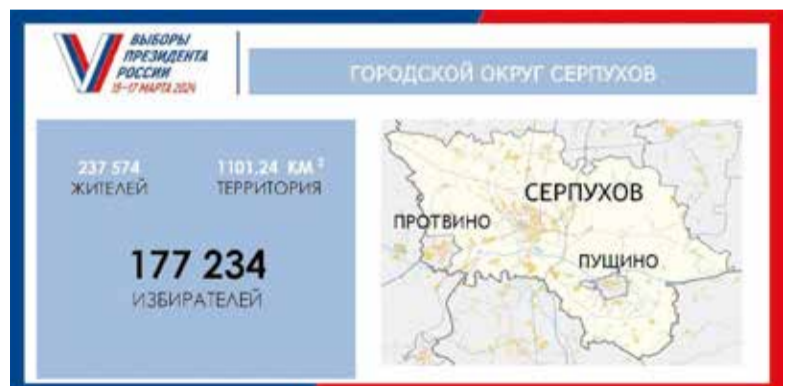 ВЫБОРЫ
ПРЕЗИДЕНТА
РОССИИ
15–17 МАРТА 2024
ГОРОДСКОЙ ОКРУГ СЕРПУХОВ
237 574
ЖИТЕЛЕЙ
1101,24 КМ²
ТЕРРИТОРИЯ
177 234
ИЗБИРАТЕЛЕЙ
СЕРПУХОВ
ПРОТВИНО
ПУЩИНО